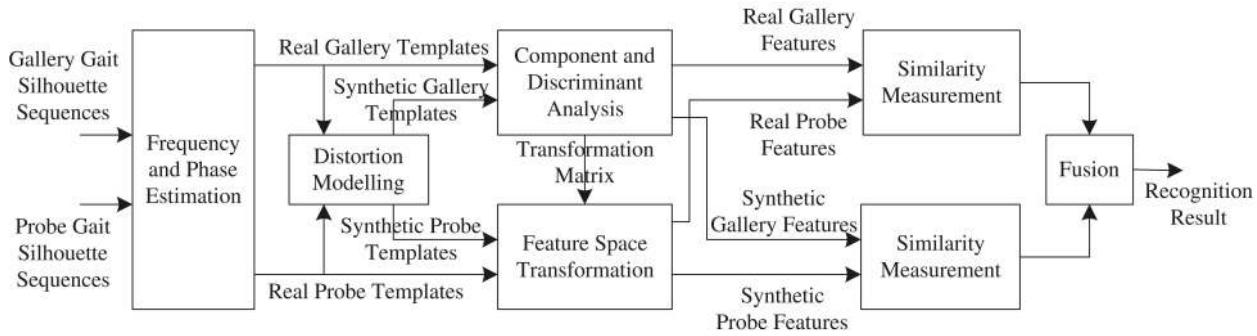 Gallery Gait
Silhouette
Sequences
Probe Gait
Silhouette
Sequences
Frequency
and Phase
Estimation
Real Gallery Templates
Synthetic Gallery
Templates
Distortion
Modelling
Synthetic Probe
Templates
Real Probe Templates
Component and
Discriminant
Analysis
Transformation
Matrix
Feature Space
Transformation
Real Gallery
Features
Real Probe
Features
Synthetic
Gallery Features
Synthetic
Probe Features
Similarity
Measurement
Similarity
Measurement
Fusion
Recognition
Result